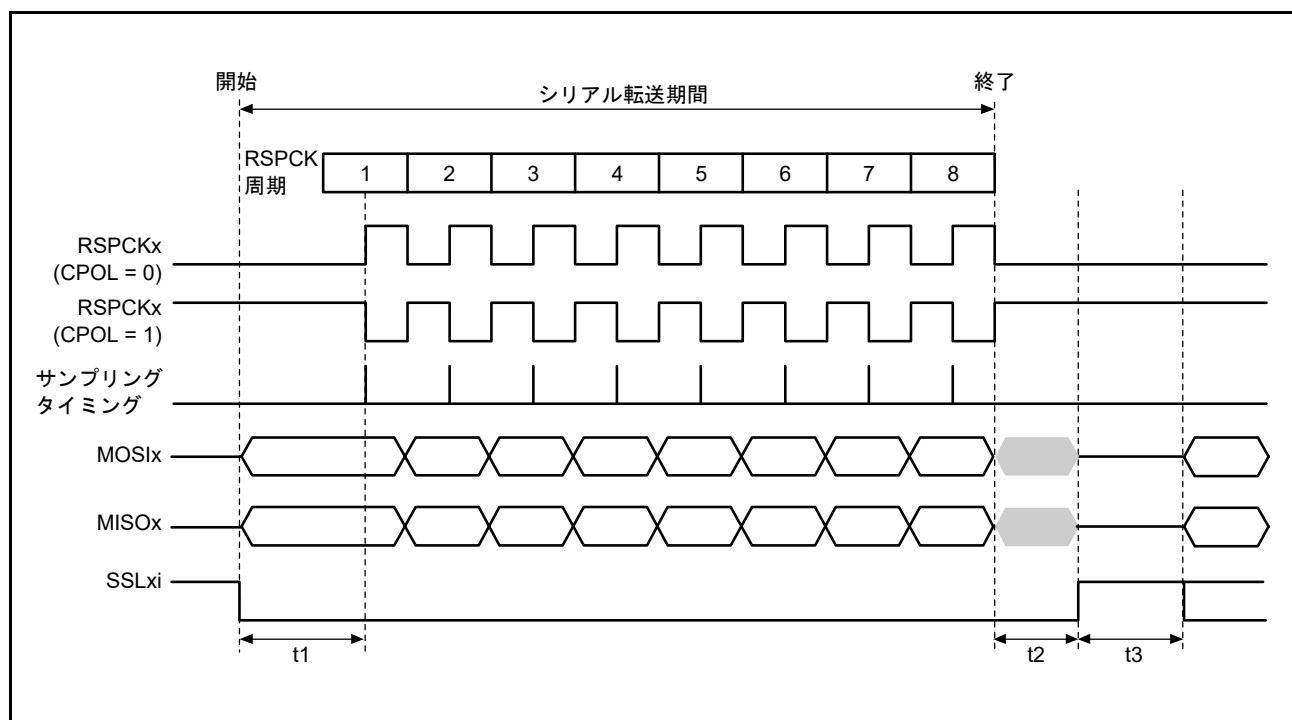 開始
終了
シリアル転送期間
RSPCK
周期
1 2 3 4 5 6 7 8
RSPCKx
(CPOL = 0)
RSPCKx
(CPOL = 1)
サンプリング
タイミング
MOSIx
MISOx
SSLxi
t1
t2
t3